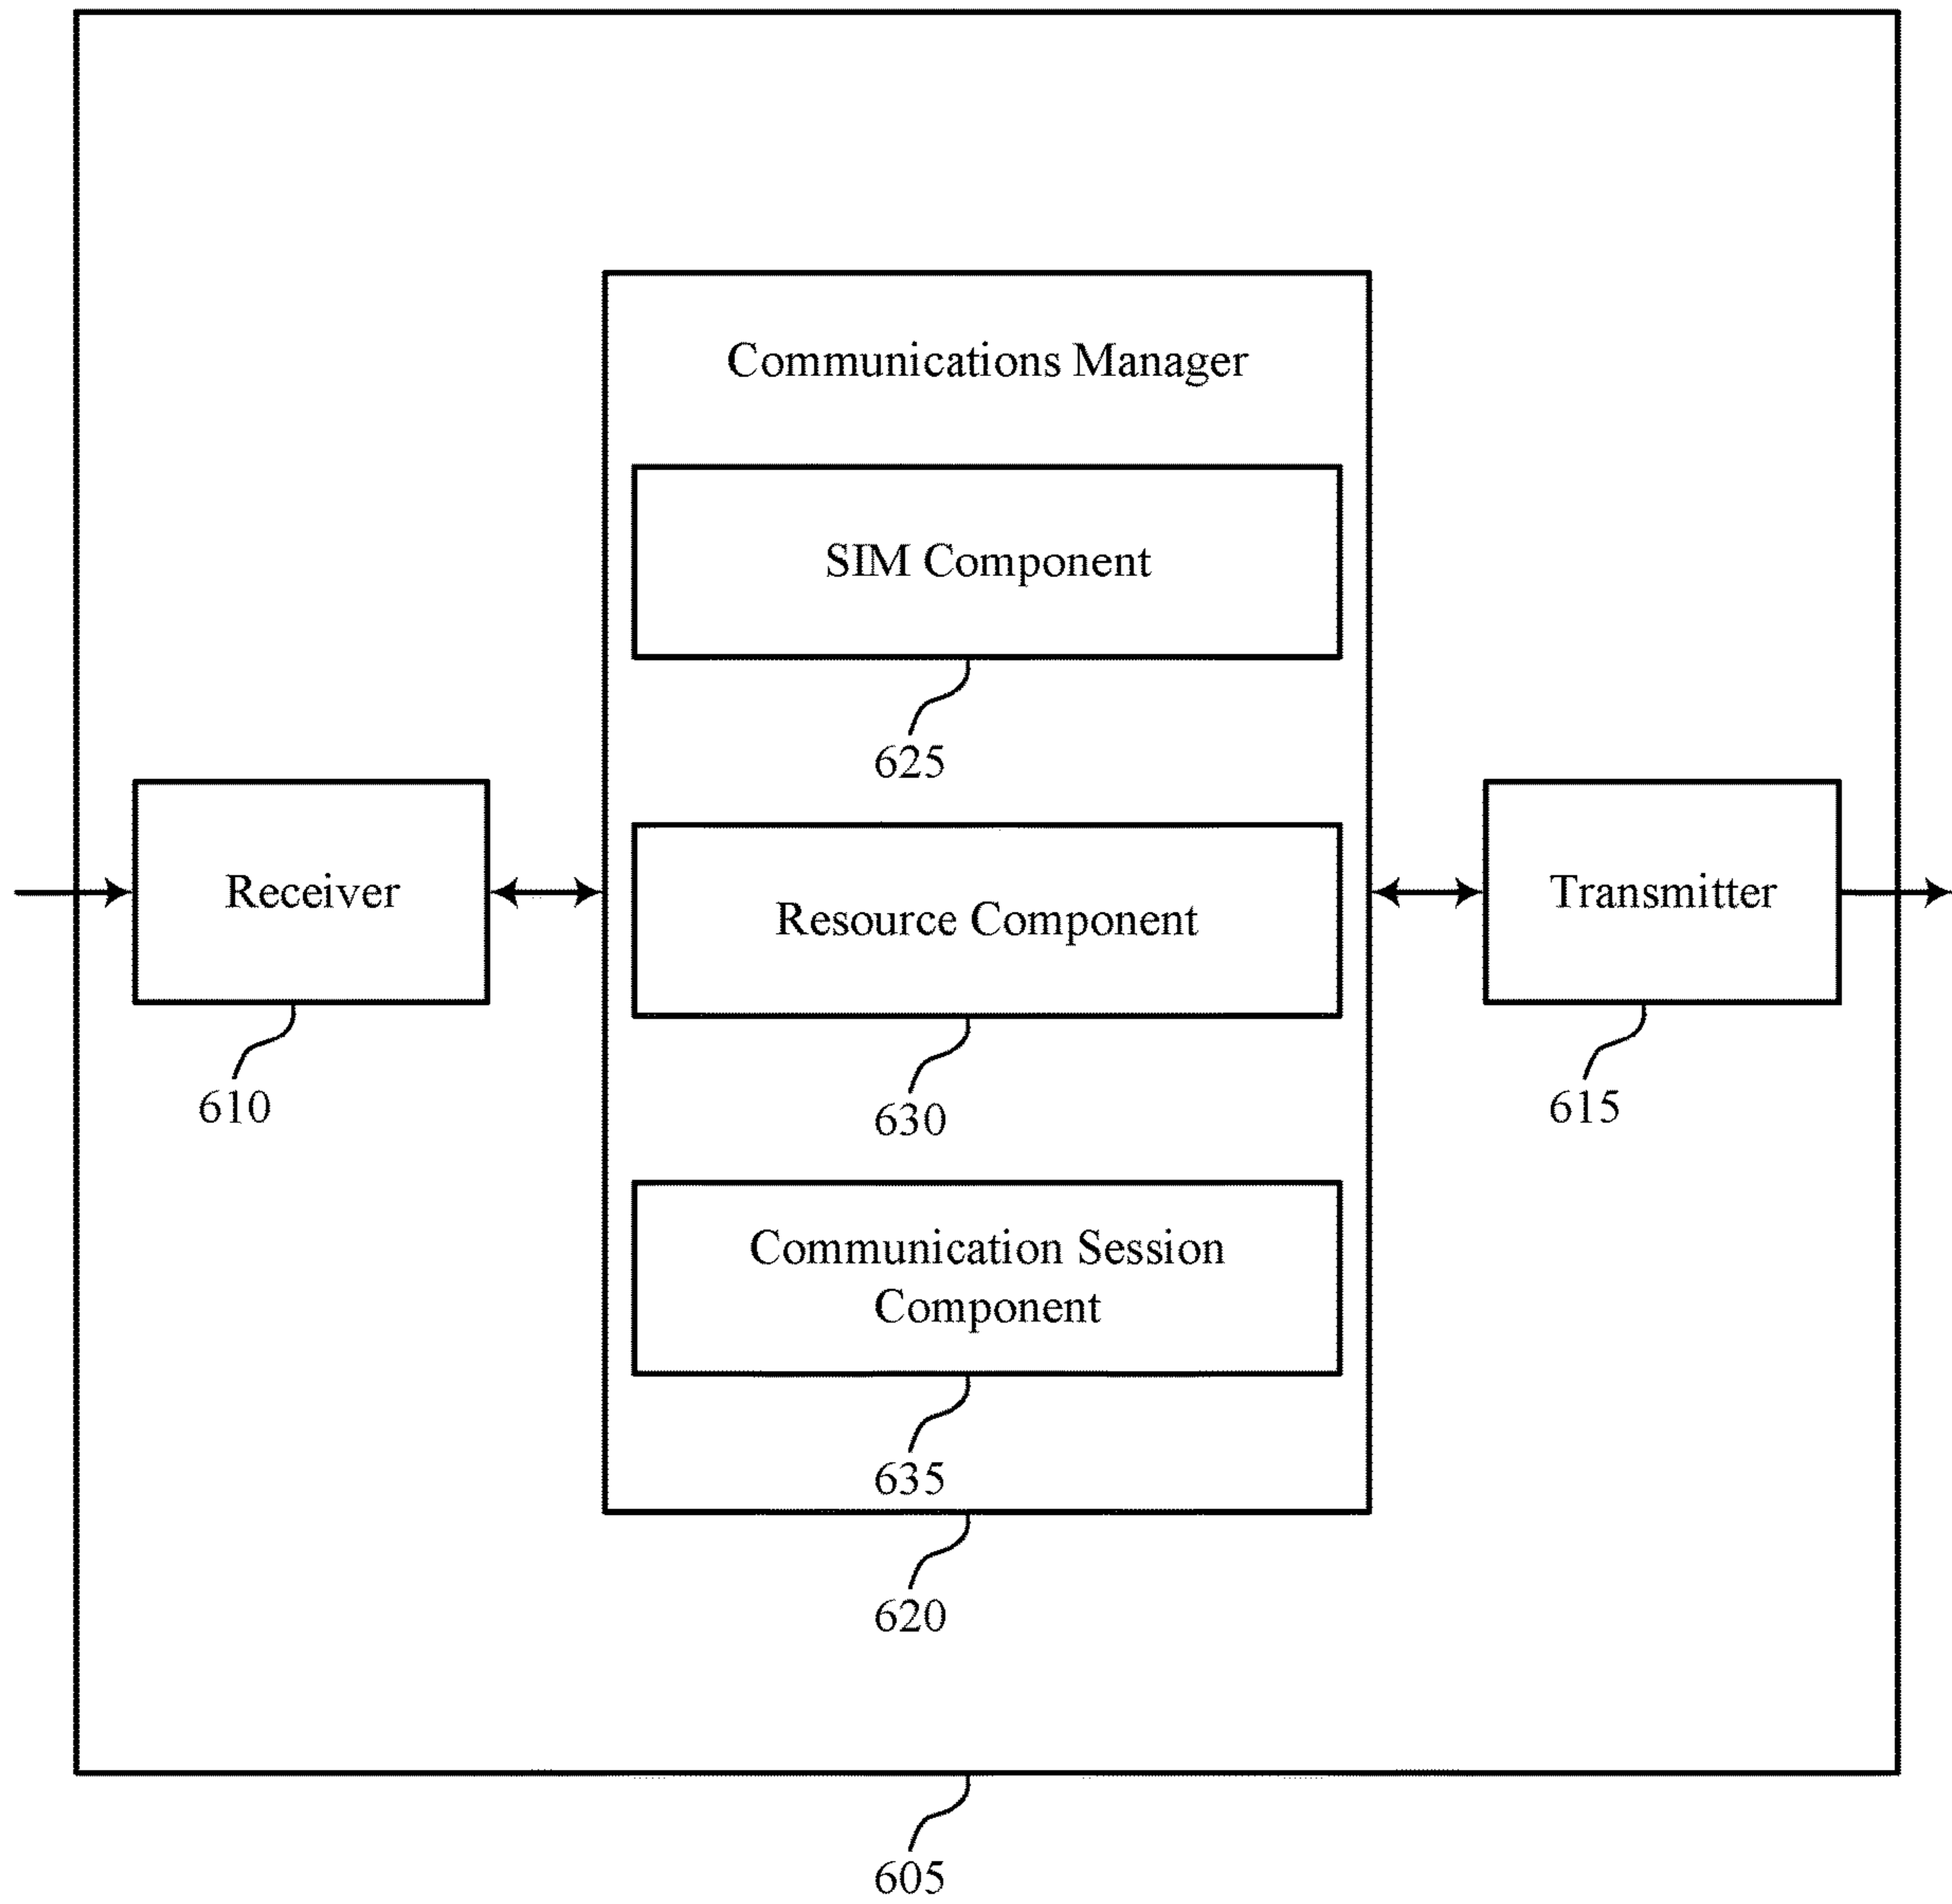 Communications Manager
SIM Component
625
Receiver
610
Resource Component
630
Transmitter
615
Communication Session
Component
635
620
605